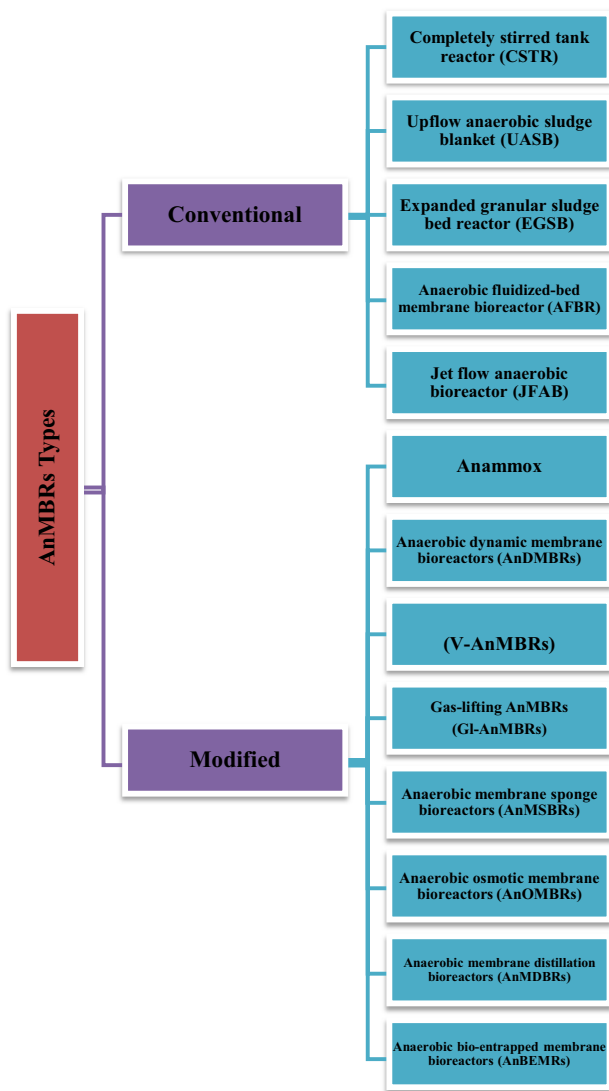 AnMBRs Types
Conventional
Completely stirred tank
reactor (CSTR)
Upflow anaerobic sludge
blanket (UASB)
Expanded granular sludge
bed reactor (EGSB)
Anaerobic fluidized-bed
membrane bioreactor (AFBR)
Jet flow anaerobic
bioreactor (JFAB)
Modified
Anammox
Anaerobic dynamic membrane
bioreactors (AnDMBRs)
(V-AnMBRs)
Gas-lifting AnMBRs
(Gl-AnMBRs)
Anaerobic membrane sponge
bioreactors (AnMSBRs)
Anaerobic osmotic membrane
bioreactors (AnOMBRs)
Anaerobic membrane distillation
bioreactors (AnMDBRs)
Anaerobic bio-entrapped membrane
bioreactors (AnBEMRs)